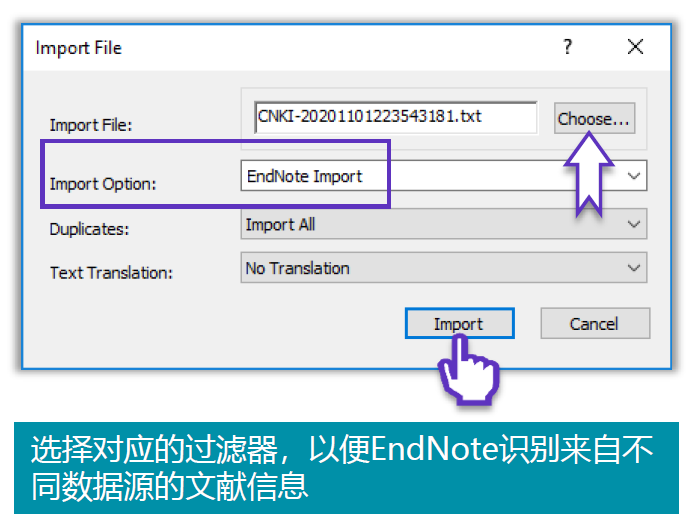 Import File ? ×
Import File: CNKI-20201101223543181.txt Choose...
Import Option: EndNote Import
Duplicates: Import All
Text Translation: No Translation
Import Cancel
选择对应的过滤器，以便EndNote识别来自不
同数据源的文献信息